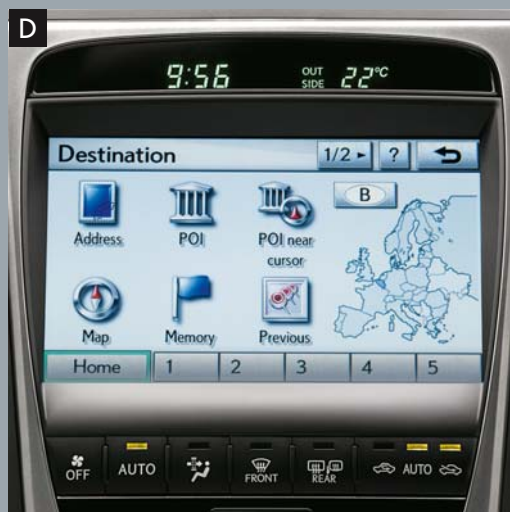 D
9:56 OUT SIDE 22°C
Destination 1/2 ?
B
Address POI POI near cursor
Map Memory Previous
Home 1 2 3 4 5
OFF AUTO FRONT REAR AUTO